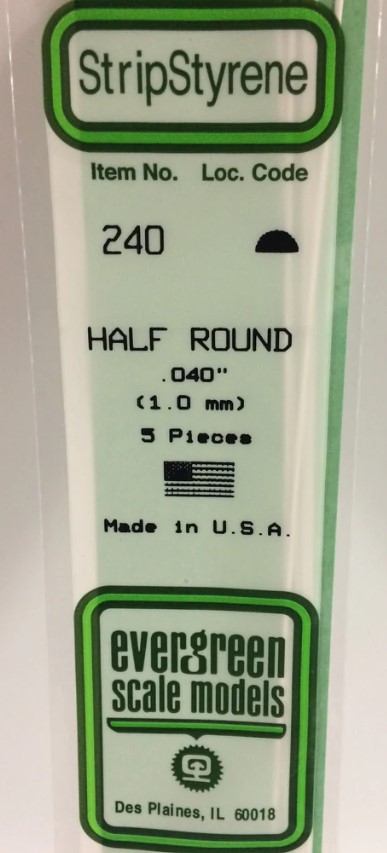 StripStyrene
Item No. Loc. Code
240
HALF ROUND
.040"
(1.0 mm)
5 Pieces
Made in U.S.A.
evergreen
scale models
Des Plaines, IL 60018